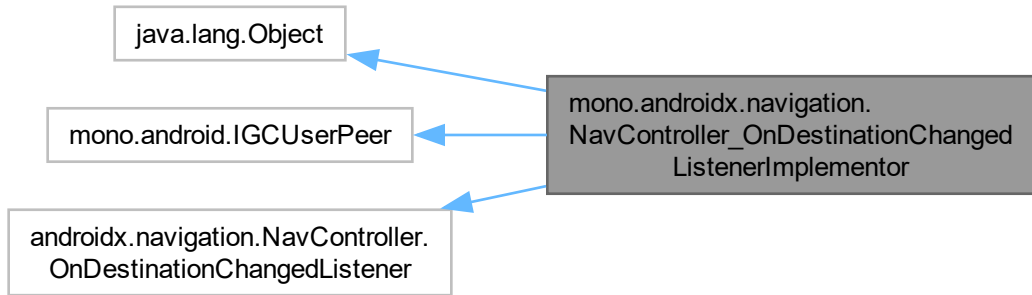 java.lang.Object
mono.android.IGCUserPeer
androidx.navigation.NavController.
OnDestinationChangedListener
mono.androidx.navigation.
NavController_OnDestinationChanged
ListenerImplementor